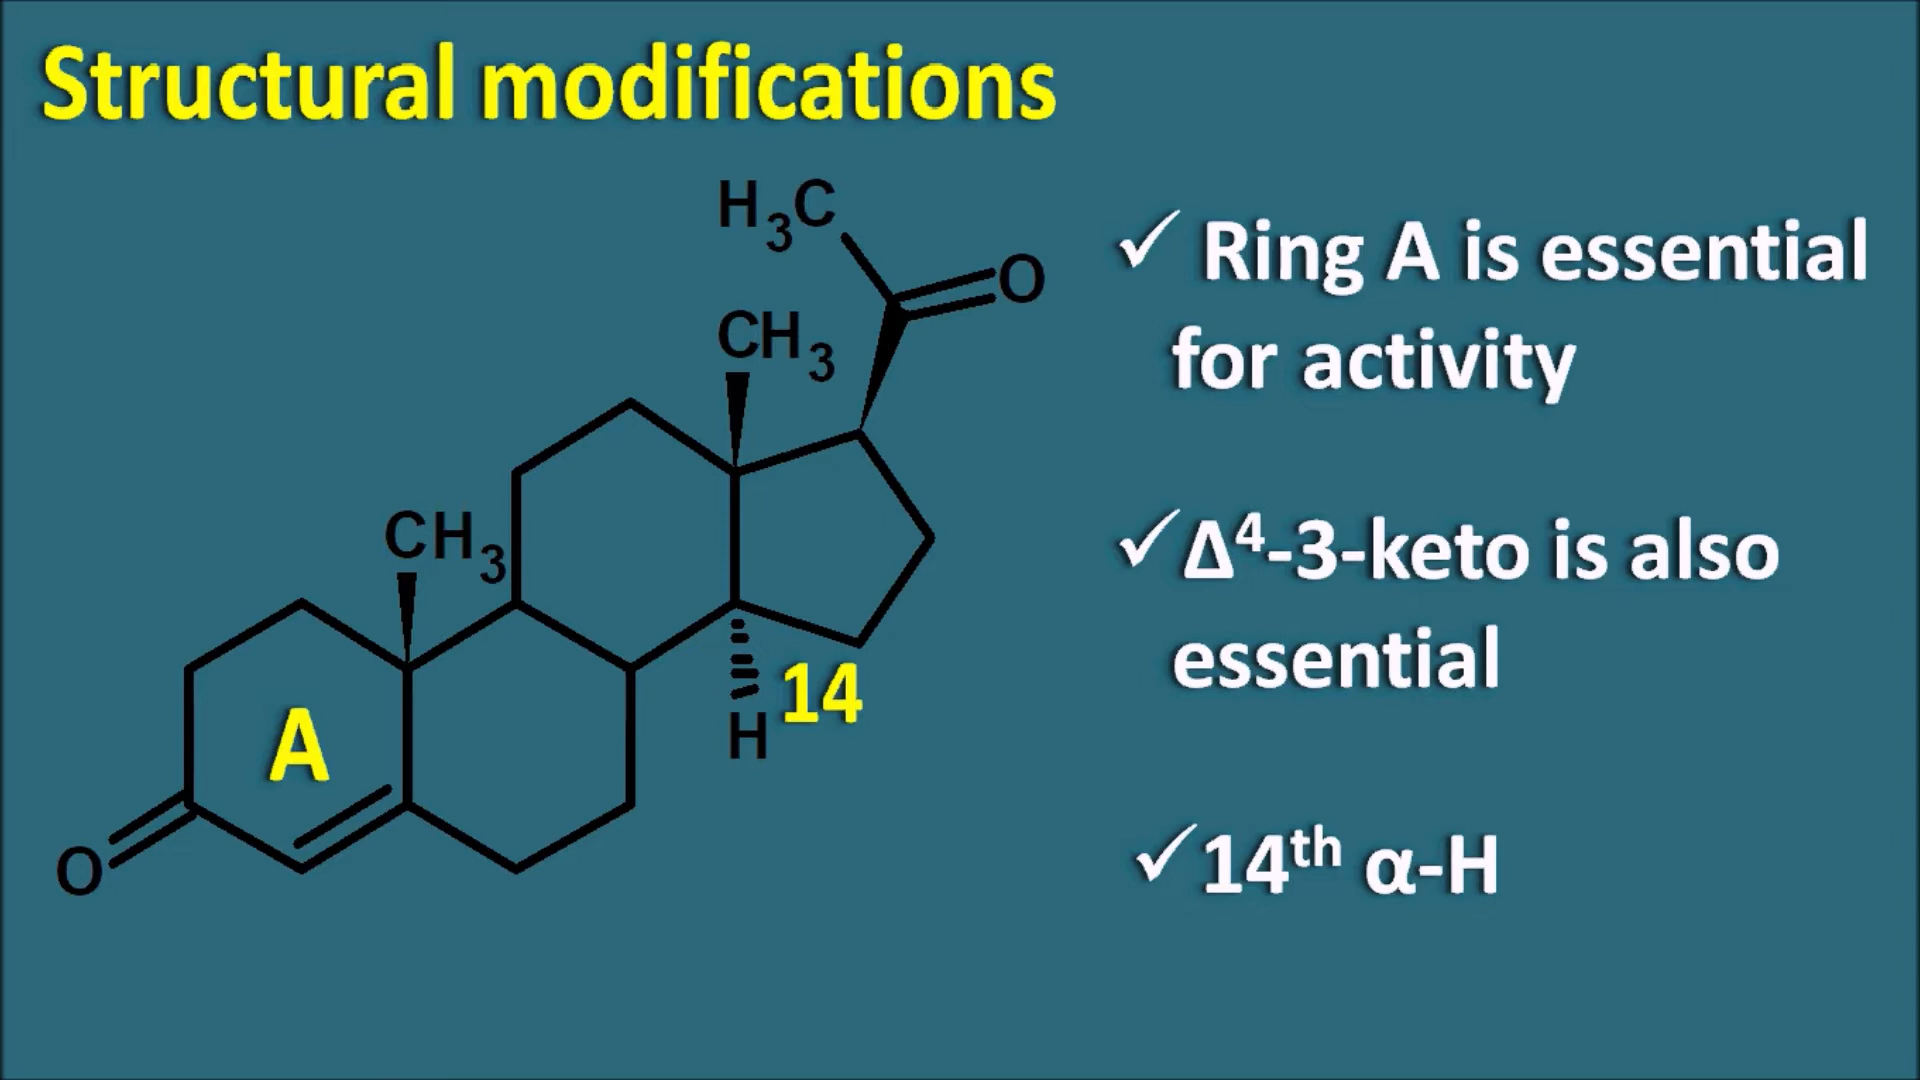 Structural modifications
H₃C
O
CH₃
CH₃
14
H
A
O
✓ Ring A is essential
for activity
✓ Δ⁴-3-keto is also
essential
✓ 14ᵗʰ α-H